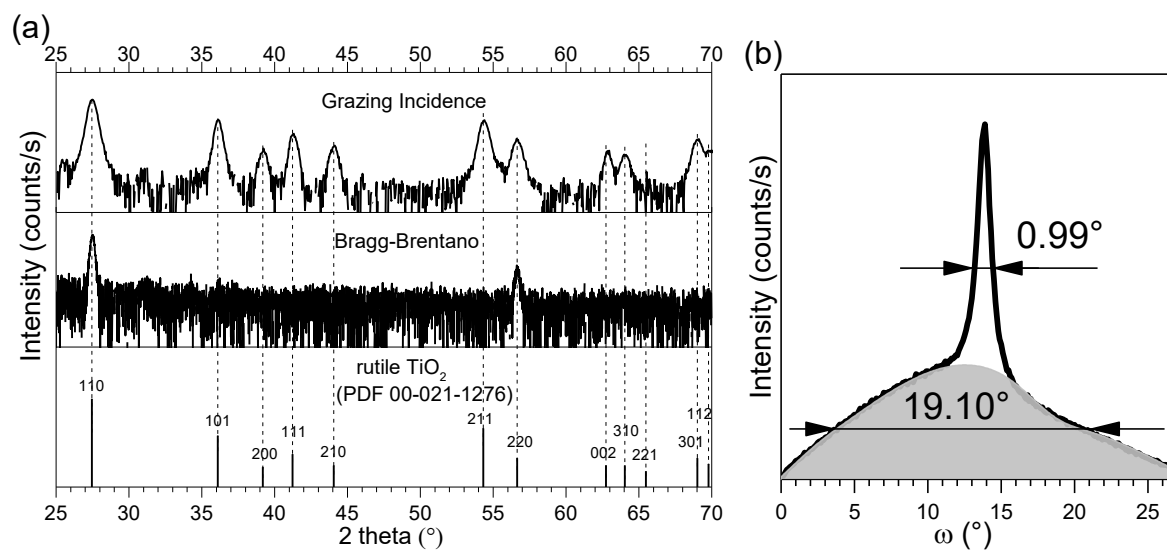 (a)
25 30 35 40 45 50 55 60 65 70
Grazing Incidence
Bragg-Brentano
rutile TiO₂
(PDF 00-021-1276)
110
101
200
111
210
211
220
002
310
221
301
112
25 30 35 40 45 50 55 60 65 70
2 theta (°)
Intensity (counts/s)
(b)
0.99°
19.10°
Intensity (counts/s)
0 5 10 15 20 25
ω (°)